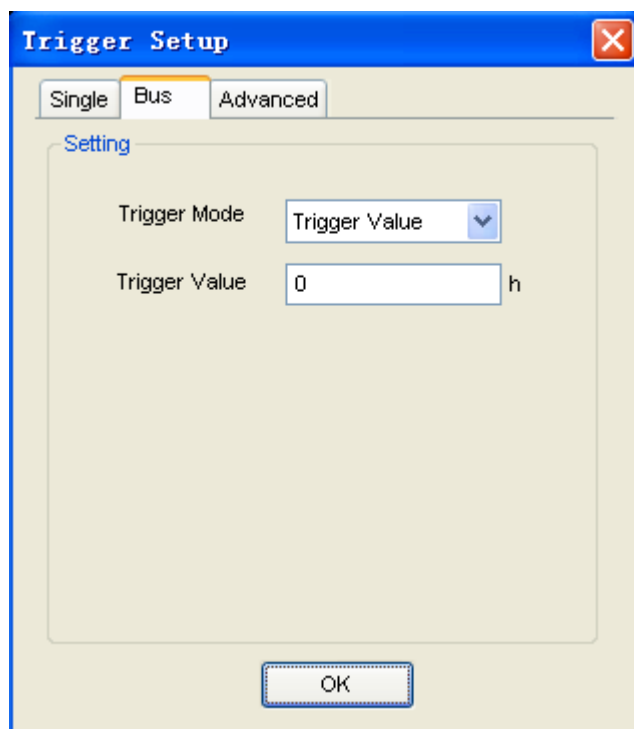 Trigger Setup
Single Bus Advanced
Setting
Trigger Mode Trigger Value
Trigger Value 0 h
OK